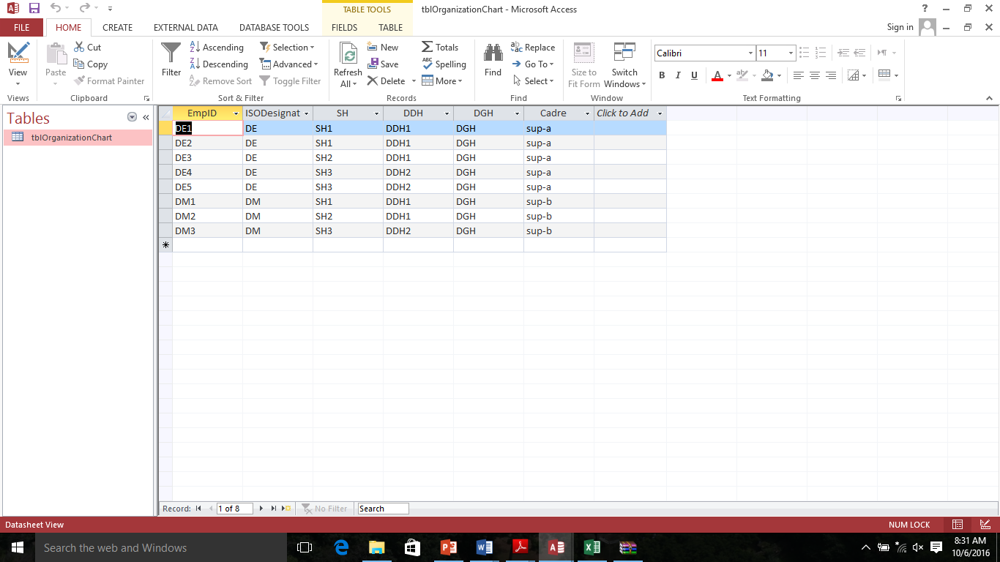 TABLE TOOLS tblOrganizationChart - Microsoft Access ?
FILE HOME CREATE EXTERNAL DATA DATABASE TOOLS FIELDS TABLE Sign in
View
Views
Paste
Cut
Copy
Format Painter
Clipboard
Filter
Ascending
Descending
Remove Sort
Selection
Advanced
Toggle Filter
Sort & Filter
Refresh
All
New
Save
Delete
Totals
Spelling
More
Records
Find
Replace
Go To
Select
Find
Size to
Fit Form
Switch
Windows
Window
Calibri 11
B I U A
Text Formatting
Tables
tblOrganizationChart
EmpID ISODesignat SH DDH DGH Cadre Click to Add
DE1 DE SH1 DDH1 DGH sup-a
DE2 DE SH1 DDH1 DGH sup-a
DE3 DE SH2 DDH1 DGH sup-a
DE4 DE SH3 DDH2 DGH sup-a
DE5 DE SH3 DDH2 DGH sup-a
DM1 DM SH1 DDH1 DGH sup-b
DM2 DM SH2 DDH1 DGH sup-b
DM3 DM SH3 DDH2 DGH sup-b
Record: 1 of 8 No Filter Search
Datasheet View NUM LOCK
Search the web and Windows
8:31 AM
10/6/2016